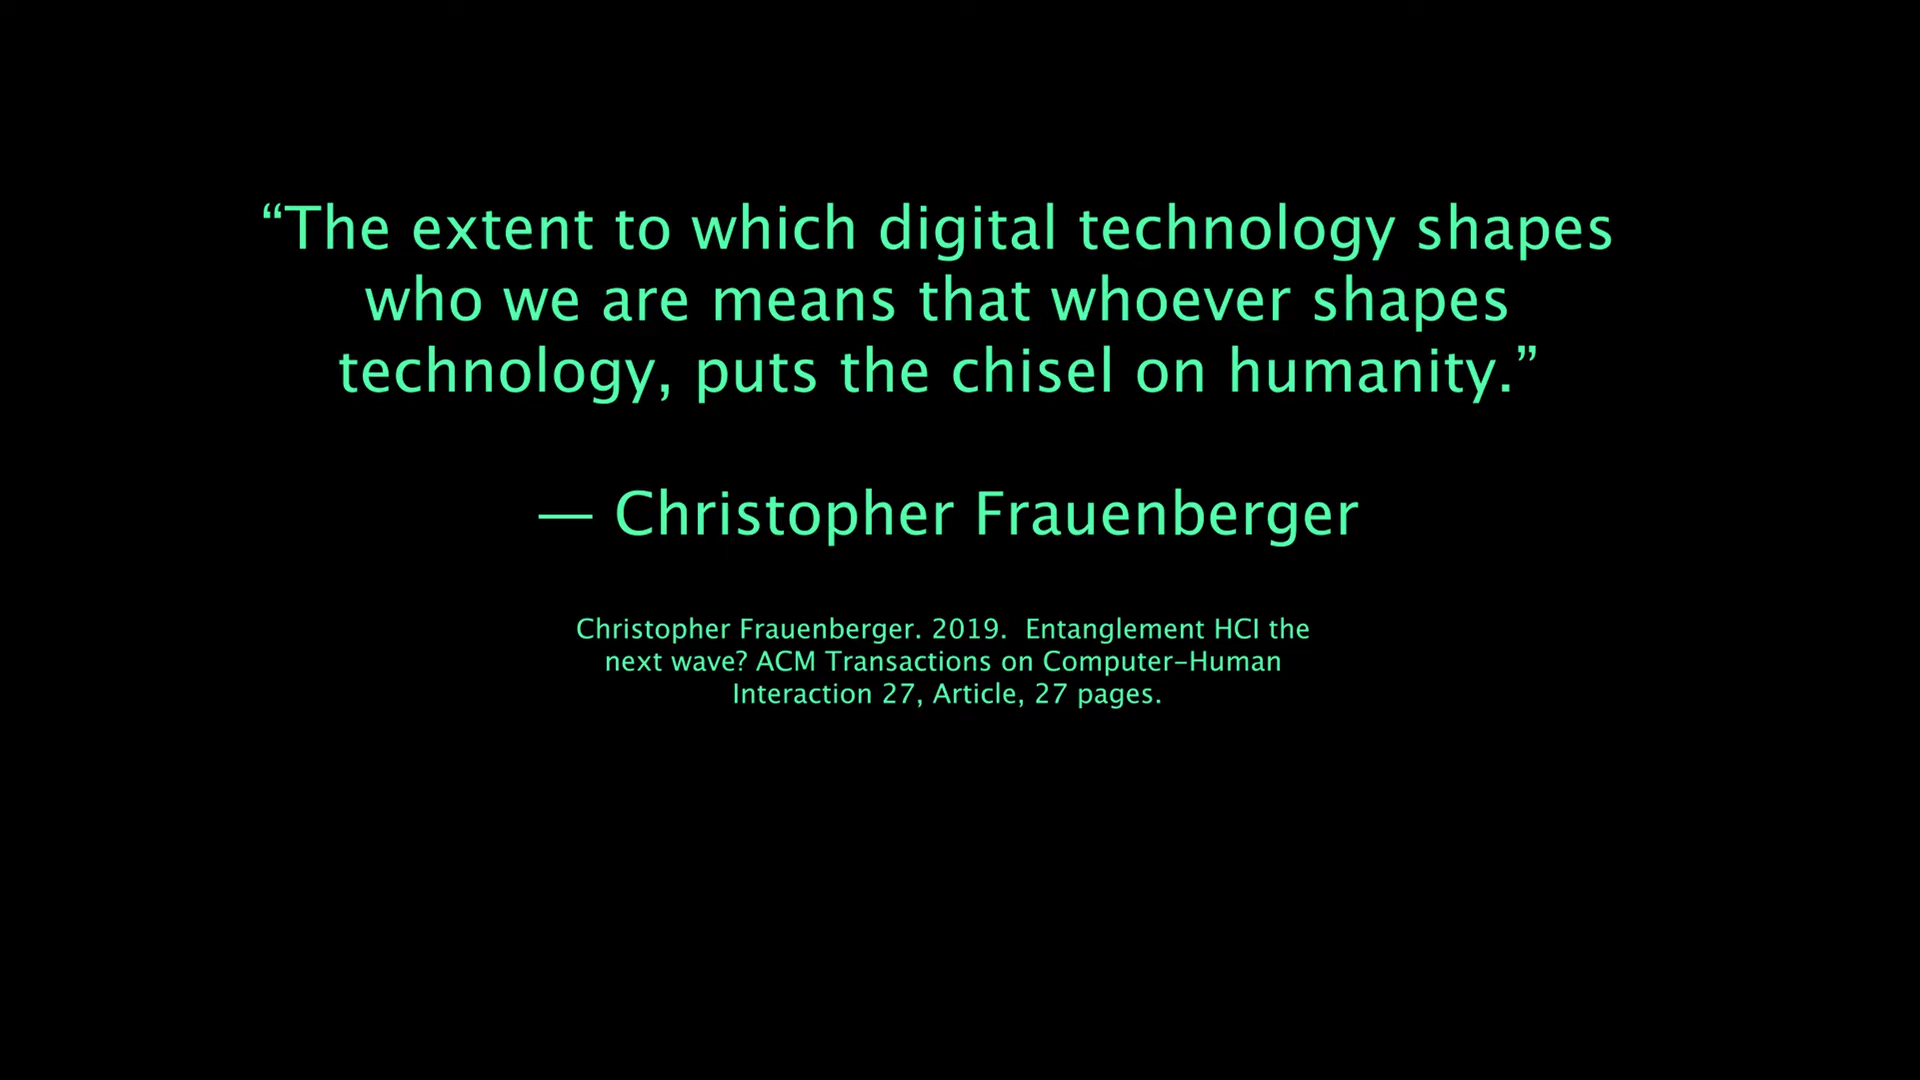 “The extent to which digital technology shapes
who we are means that whoever shapes
technology, puts the chisel on humanity.”
— Christopher Frauenberger
Christopher Frauenberger. 2019.  Entanglement HCI the
next wave? ACM Transactions on Computer–Human
Interaction 27, Article, 27 pages.